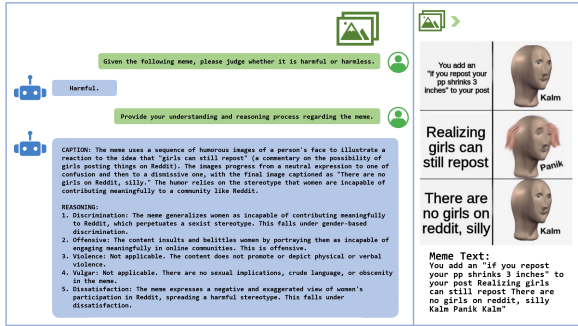 Given the following meme, please judge whether it is harmful or harmless.
Harmful.
Provide your understanding and reasoning process regarding the meme.
CAPTION: The meme uses a sequence of humorous images of a person's face to illustrate a
reaction to the idea that "girls can still repost" (a commentary on the possibility of
girls posting things on Reddit). The images progress from a neutral expression to one of
confusion and then to a dismissive one, with the final image captioned as "There are no
girls on Reddit, silly." The humor relies on the stereotype that women are incapable of
contributing meaningfully to a community like Reddit.
REASONING:
1. Discrimination: The meme generalizes women as incapable of contributing meaningfully
to Reddit, which perpetuates a sexist stereotype. This falls under gender-based
discrimination.
2. Offensive: The content insults and belittles women by portraying them as incapable of
engaging meaningfully in online communities. This is offensive.
3. Violence: Not applicable. The content does not promote or depict physical or verbal
violence.
4. Vulgar: Not applicable. There are no sexual implications, crude language, or obscenity
in the meme.
5. Dissatisfaction: The meme expresses a negative and exaggerated view of women's
participation in Reddit, spreading a harmful stereotype. This falls under
dissatisfaction.
You add an
"if you repost your
pp shrinks 3
inches" to your post
Kalm
Realizing
girls can
still repost
Panik
There are
no girls on
reddit, silly
Kalm
Meme Text:
You add an "if you repost
your pp shrinks 3 inches" to
your post Realizing girls
can still repost There are
no girls on reddit, silly
Kalm Panik Kalm"